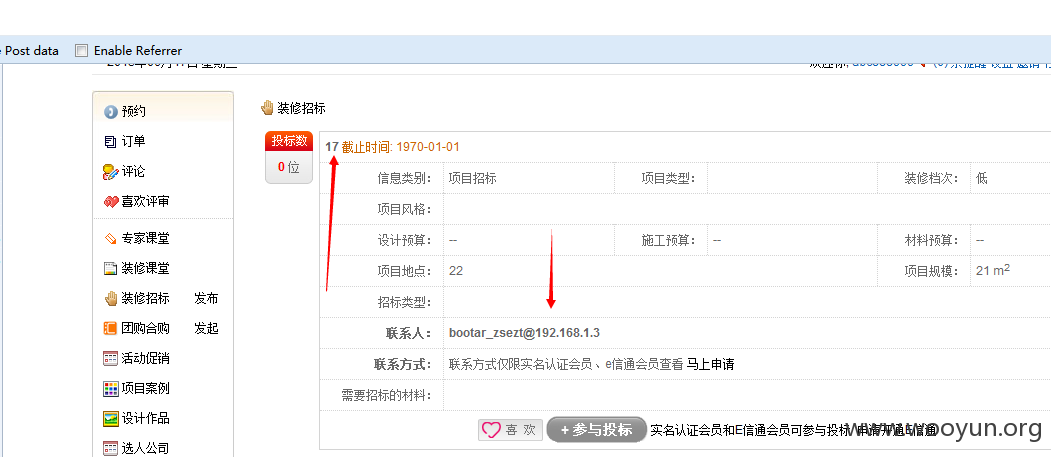 Post data Enable Referrer
预约
订单
评论
喜欢评审
专家课堂
装修课堂
装修招标 发布
团购合购 发起
活动促销
项目案例
设计作品
选人公司
装修招标
投标数
0 位
17 截止时间: 1970-01-01
信息类别: 项目招标 项目类型: 装修档次: 低
项目风格:
设计预算: -- 施工预算: -- 材料预算: --
项目地点: 22 项目规模: 21 m2
招标类型:
联系人: bootar_zsezt@192.168.1.3
联系方式: 联系方式仅限实名认证会员、e信通会员查看 马上申请
需要招标的材料:
喜 欢 + 参与投标 实名认证会员和E信通会员可参与投标
www.wooyun.org